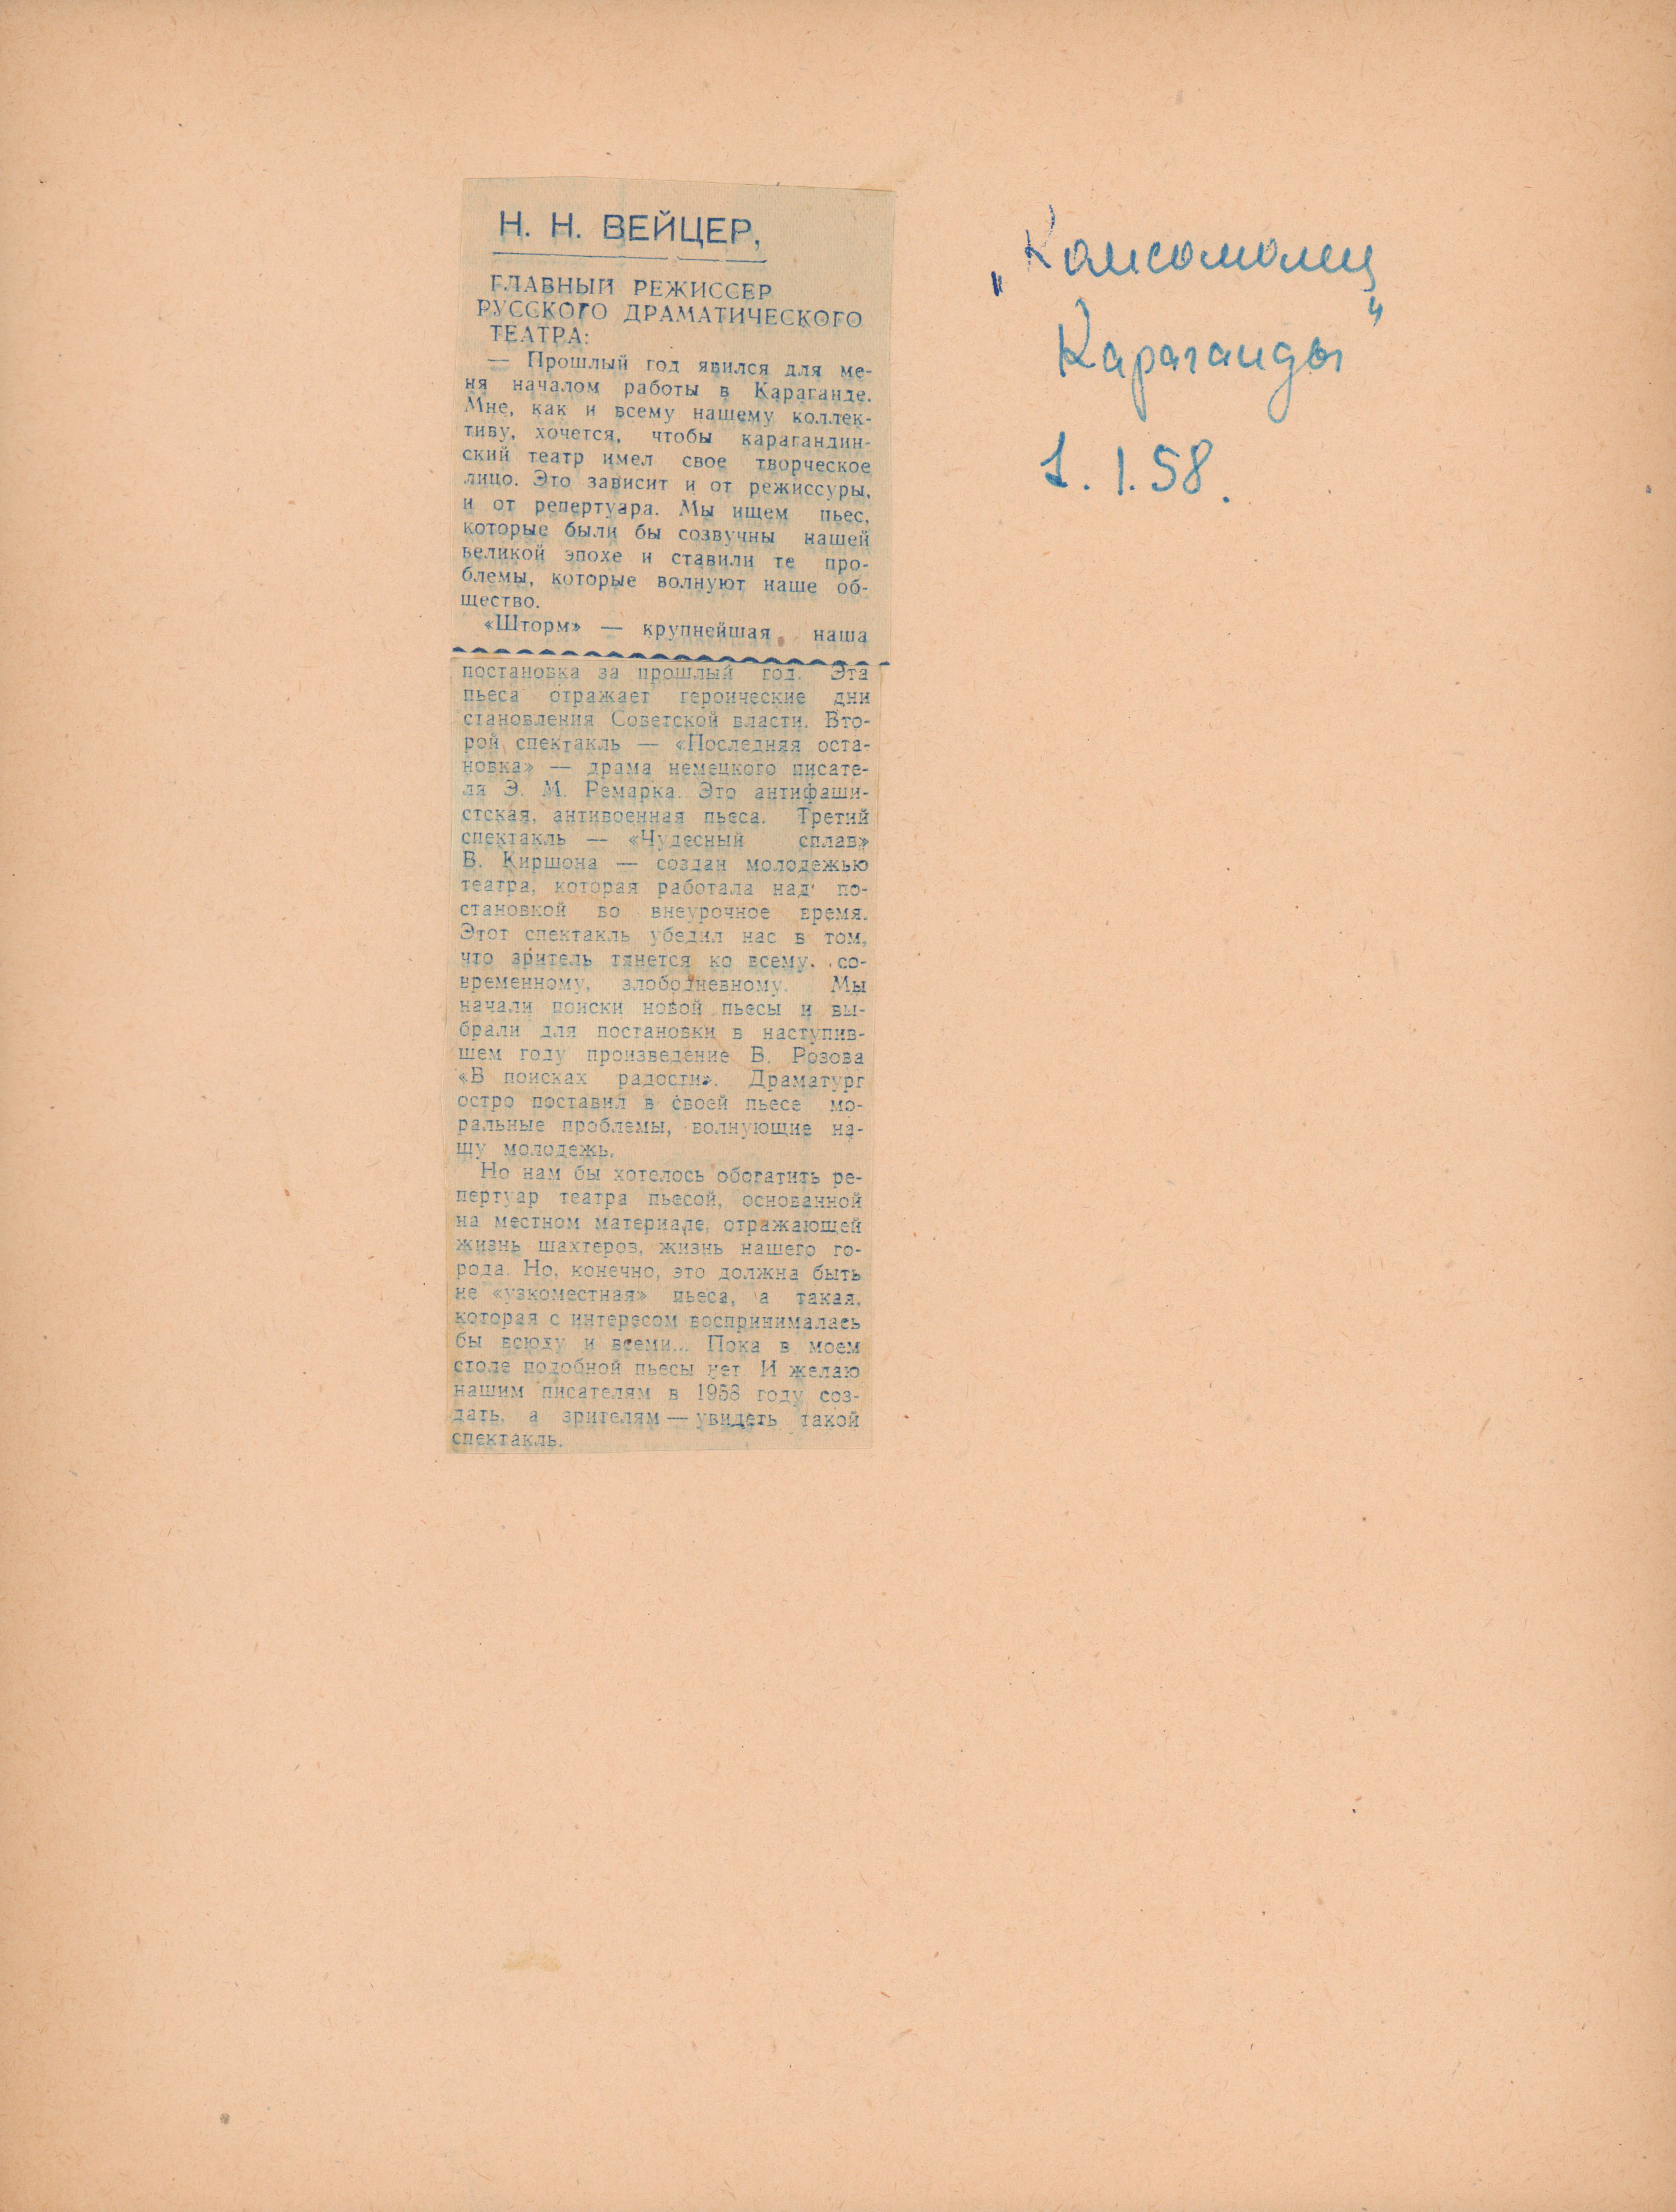 Н. Н. ВЕЙЦЕР,
ГЛАВНЫЙ РЕЖИССЕР
РУССКОГО ДРАМАТИЧЕСКОГО
ТЕАТРА:
— Прошлый год явился для ме-
ня началом работы в Караганде.
Мне, как и всему нашему коллек-
тиву, хочется, чтобы карагандин-
ский театр имел свое творческое
лицо. Это зависит и от режиссуры,
и от репертуара. Мы ищем пьес,
которые были бы созвучны нашей
великой эпохе и ставили те про-
блемы, которые волнуют наше об-
щество.
«Шторм» — крупнейшая наша
постановка за прошлый год. Эта
пьеса отражает героические дни
становления Советской власти. Вто-
рой спектакль — «Последняя оста-
новка» — драма немецкого писате-
ля Э. М. Ремарка. Это антифаши-
стская, антивоенная пьеса. Третий
спектакль — «Чудесный сплав»
В. Киршона — создан молодежью
театра, которая работала над по-
становкой во внеурочное время.
Этот спектакль убедил нас в том,
что зритель тянется ко всему со-
временному, злободневному. Мы
начали поиски новой пьесы и вы-
брали для постановки в наступив-
шем году произведение В. Розова
«В поисках радости». Драматург
остро поставил в своей пьесе мо-
ральные проблемы, волнующие на-
шу молодежь.
Но нам бы хотелось обогатить ре-
пертуар театра пьесой, основанной
на местном материале, отражающей
жизнь шахтеров, жизнь нашего го-
рода. Но, конечно, это должна быть
не «узкоместная» пьеса, а такая,
которая с интересом воспринималась
бы всюду и всеми... Пока в моем
столе подобной пьесы нет. И желаю
нашим писателям в 1958 году соз-
дать, а зрителям — увидеть такой
спектакль.
„Комсомолец
Караганды"
1. 1. 58.